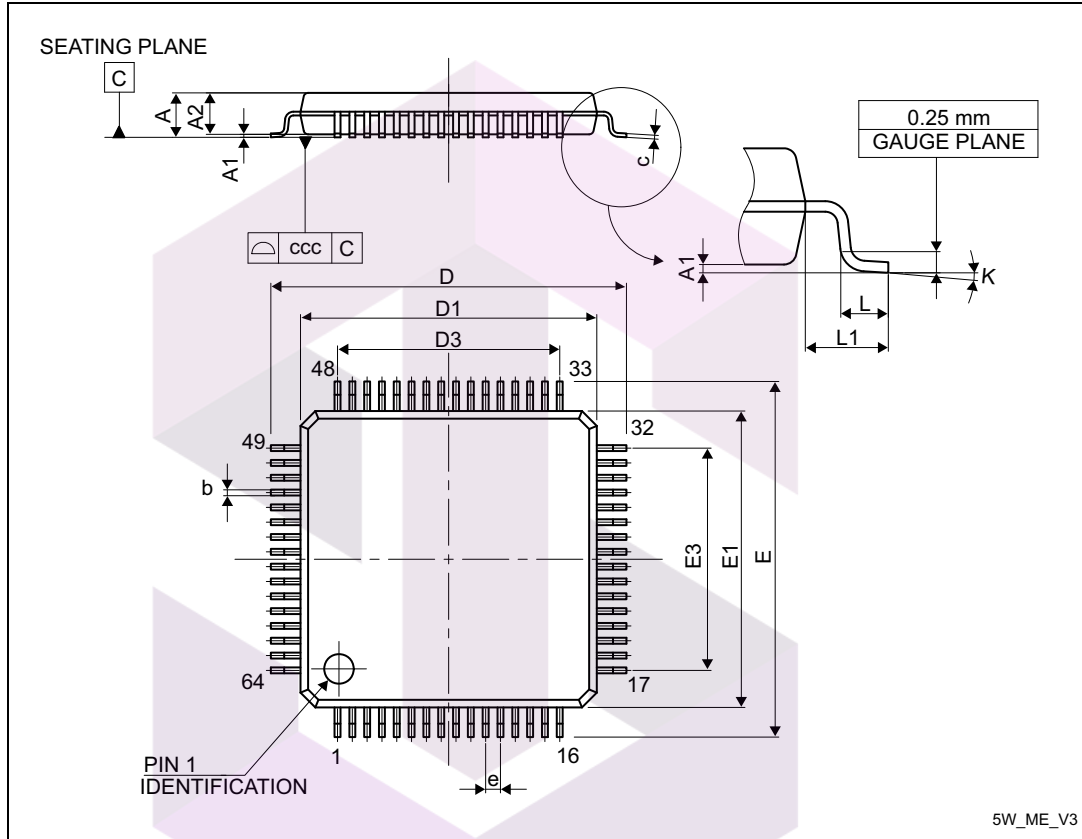 SEATING PLANE
C
A
A2
A1
c
0.25 mm
GAUGE PLANE
ccc C
A1
K
L
L1
D
D1
D3
48
33
49
32
b
E3
E1
E
64
17
PIN 1
IDENTIFICATION
1
16
e
5W_ME_V3